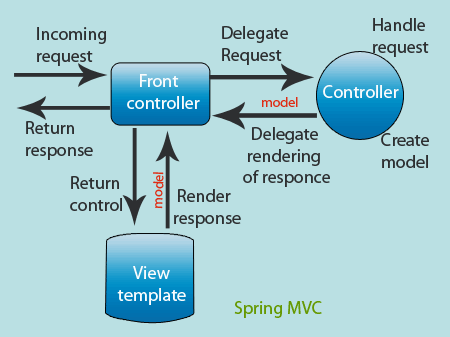 Incoming
request
Delegate
Request
Handle
request
Front
controller
Controller
model
Return
response
Delegate
rendering
of responce
Create
model
Return
control
model
Render
response
View
template
Spring MVC